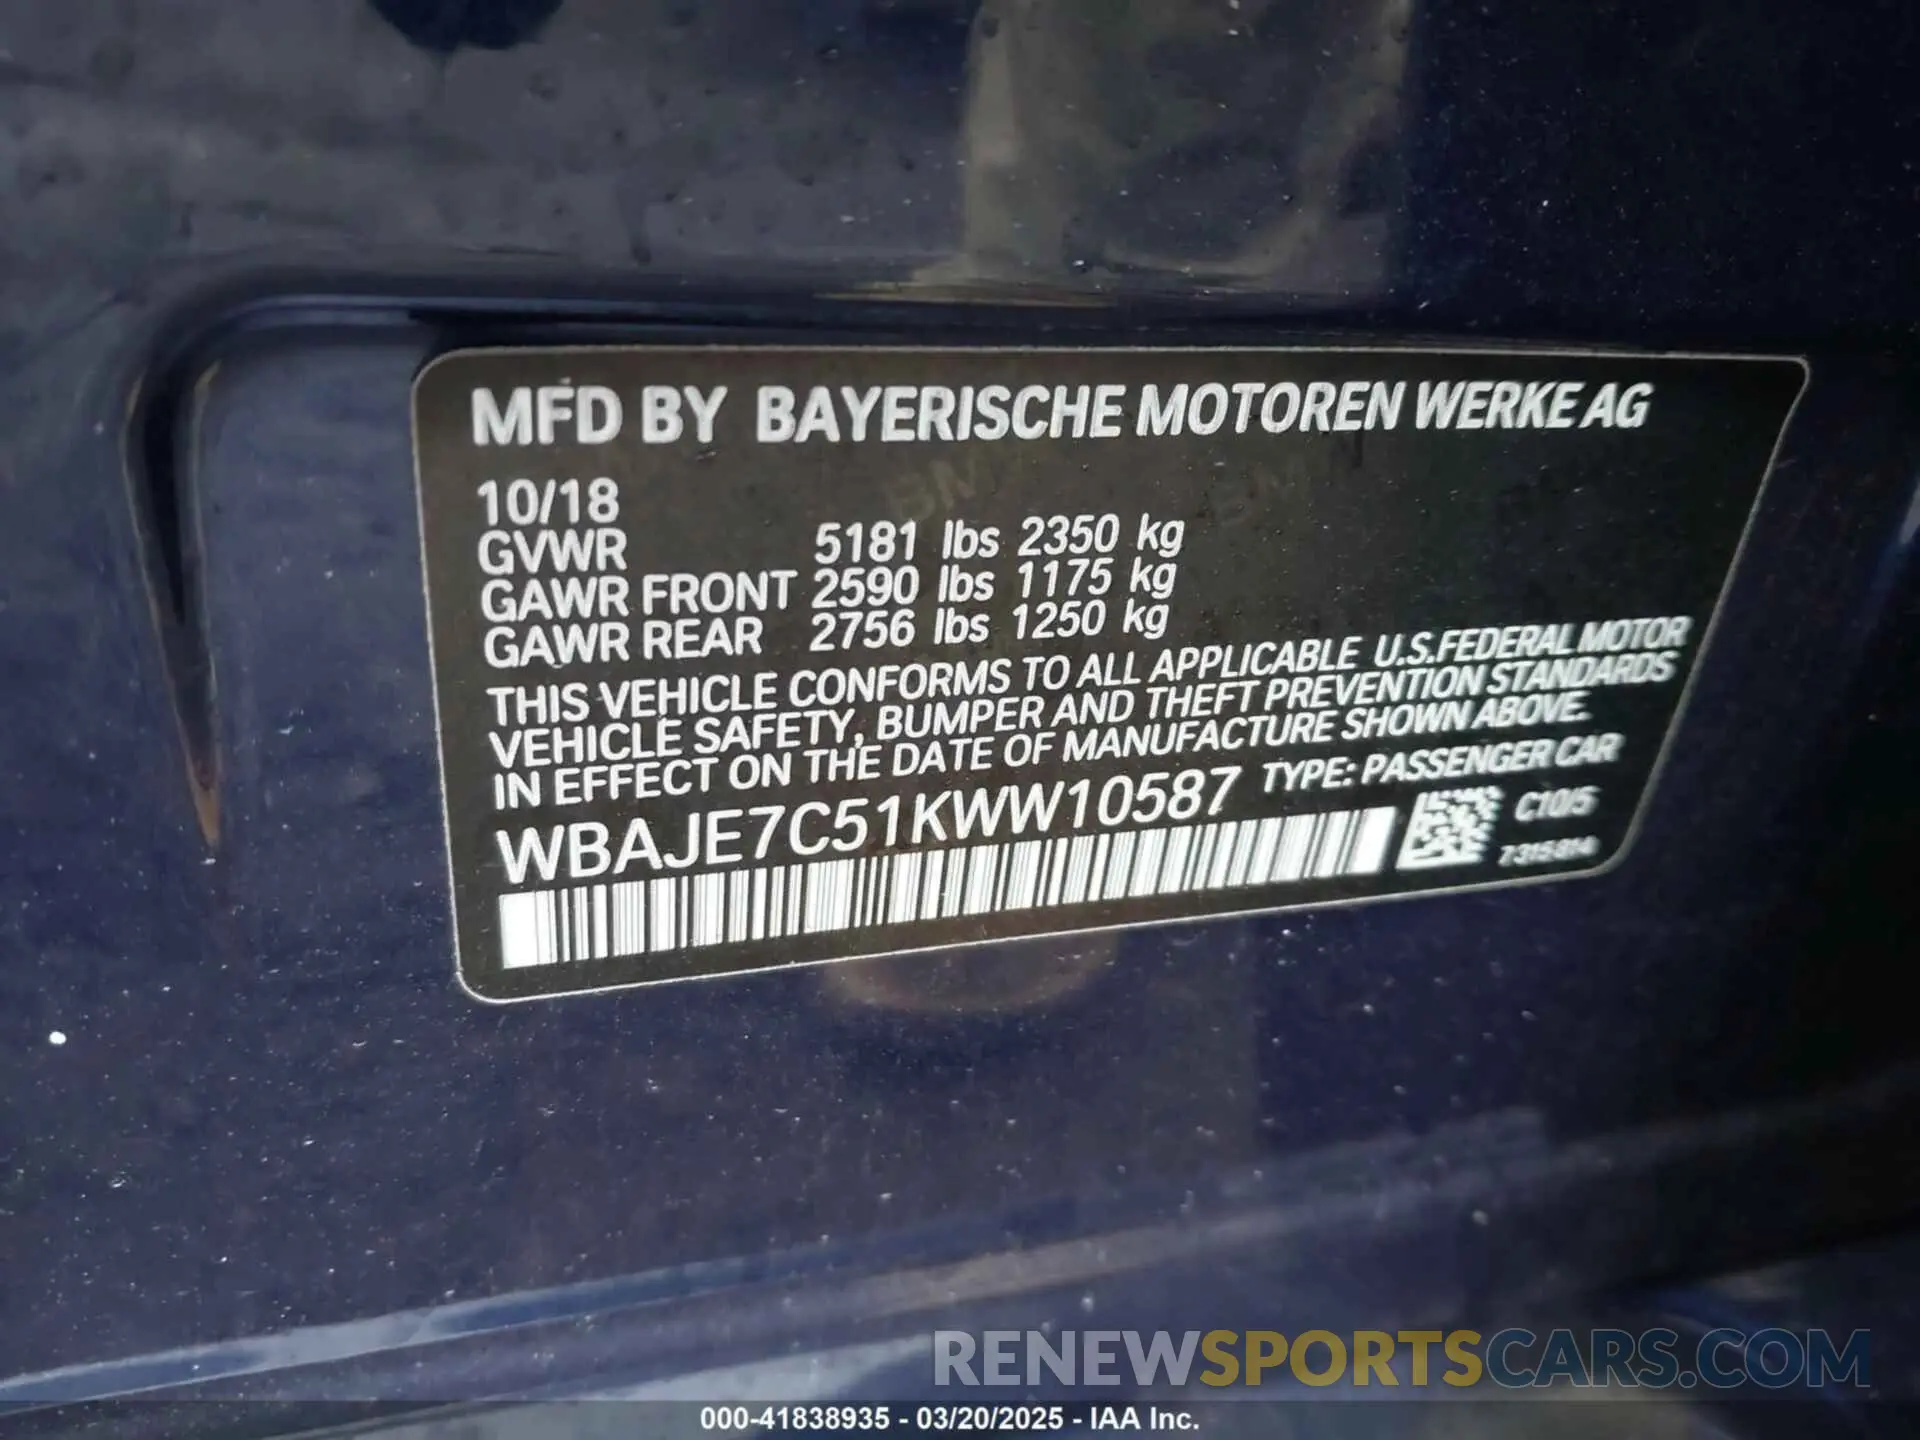 MFD BY BAYERISCHE MOTOREN WERKE AG
10/18
GVWR 5181 lbs 2350 kg
GAWR FRONT 2590 lbs 1175 kg
GAWR REAR 2756 lbs 1250 kg
THIS VEHICLE CONFORMS TO ALL APPLICABLE U.S.FEDERAL MOTOR
VEHICLE SAFETY, BUMPER AND THEFT PREVENTION STANDARDS
IN EFFECT ON THE DATE OF MANUFACTURE SHOWN ABOVE.
WBAJE7C51KWW10587 TYPE: PASSENGER CAR
C10/5
7315814
RENEWSPORTSCARS.COM
000-41838935 - 03/20/2025 - IAA Inc.